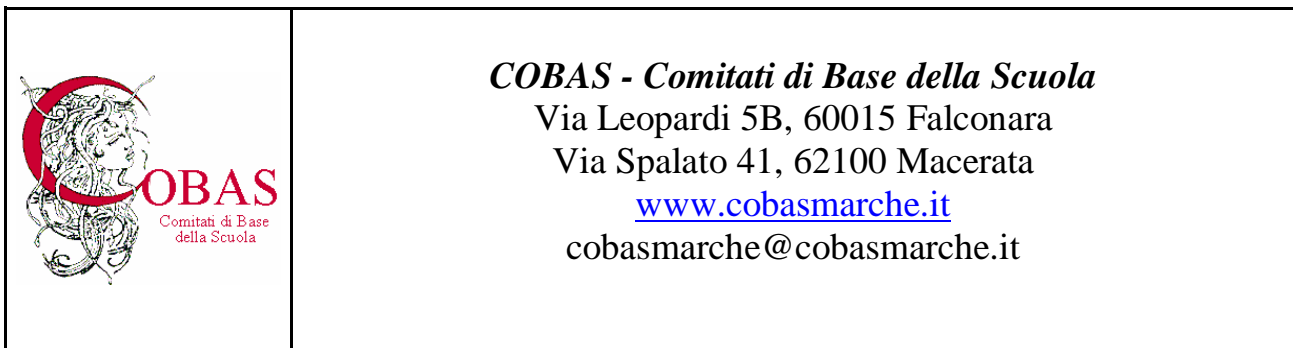 COBAS
Comitati di Base
della Scuola
COBAS - Comitati di Base della Scuola
Via Leopardi 5B, 60015 Falconara
Via Spalato 41, 62100 Macerata
www.cobasmarche.it
cobasmarche@cobasmarche.it